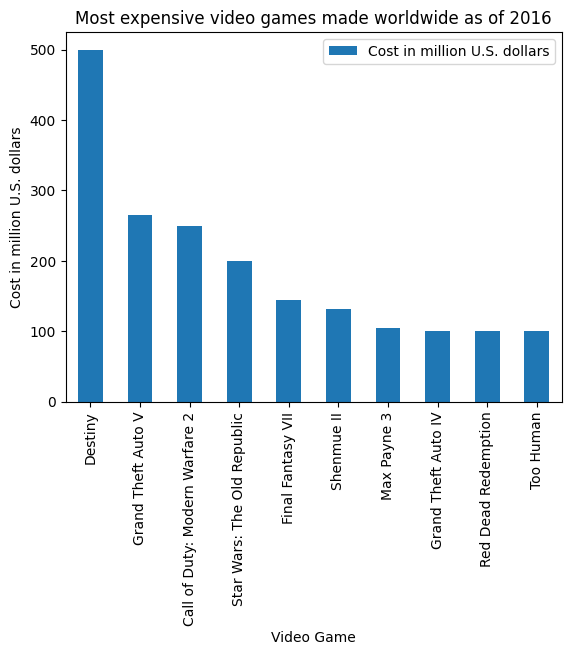 Most expensive video games made worldwide as of 2016
Cost in million U.S. dollars
Cost in million U.S. dollars
500
400
300
200
100
0
Destiny
Grand Theft Auto V
Call of Duty: Modern Warfare 2
Star Wars: The Old Republic
Final Fantasy VII
Shenmue II
Max Payne 3
Grand Theft Auto IV
Red Dead Redemption
Too Human
Video Game